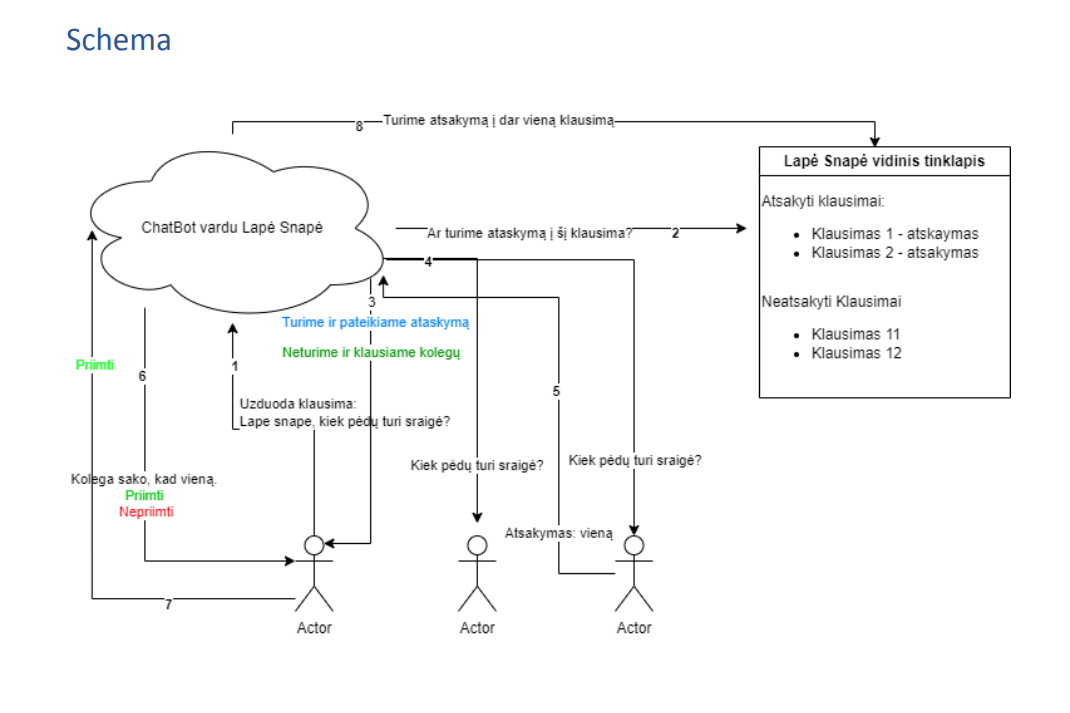 Schema
8
Turime atsakymą į dar vieną klausimą
Lapė Snapė vidinis tinklapis
Atsakyti klausimai:
Klausimas 1 - atskaymas
Klausimas 2 - atsakymas
Neatsakyti Klausimai
Klausimas 11
Klausimas 12
ChatBot vardu Lapė Snapė
Ar turime ataskymą į šį klausima?
2
4
3
Turime ir pateikiame ataskymą
Neturime ir klausiame kolegų
Priimti
6
1
5
Uzduoda klausima:
Lape snape, kiek pėdų turi sraigė?
Kiek pėdų turi sraigė?
Kiek pėdų turi sraigė?
Kolega sako, kad vieną.
Priimti
Nepriimti
Atsakymas: vieną
7
Actor
Actor
Actor